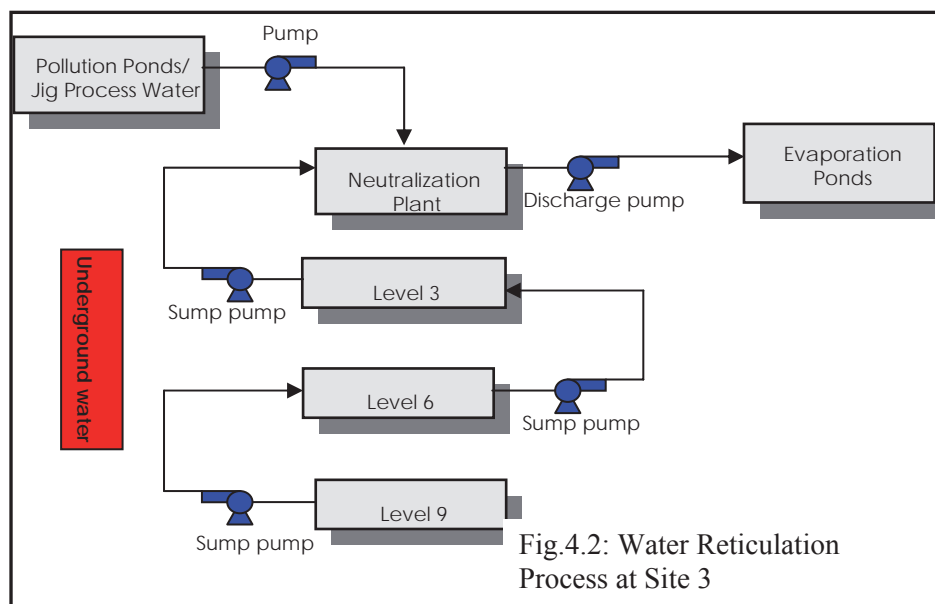 Pump
Pollution Ponds/
Jig Process Water
Neutralization
Plant
Discharge pump
Evaporation
Ponds
Underground water
Sump pump
Level 3
Level 6
Sump pump
Sump pump
Level 9
Fig.4.2: Water Reticulation
Process at Site 3